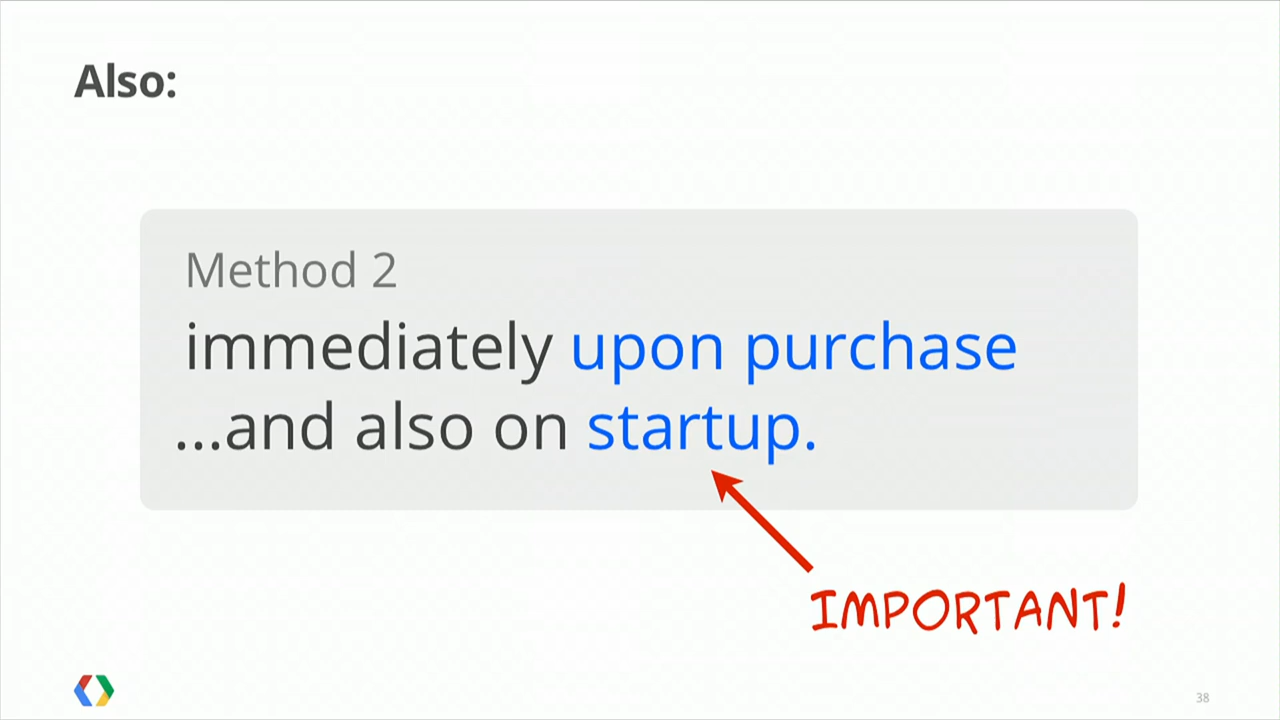 Also:
Method 2
immediately upon purchase
...and also on startup.
IMPORTANT!
38